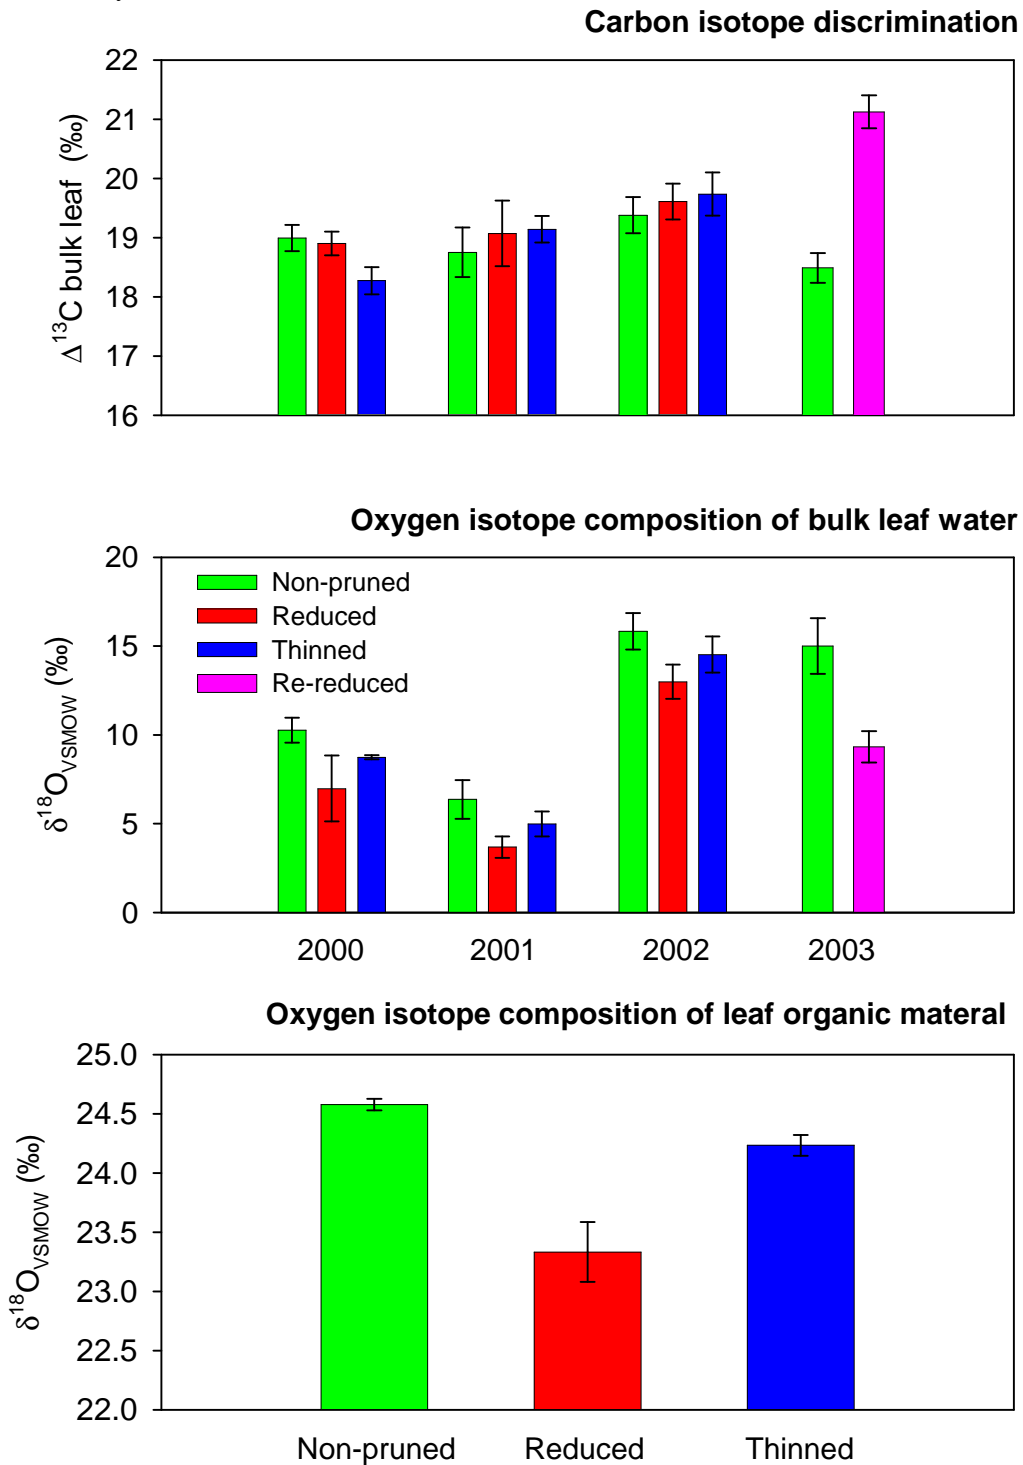 Carbon isotope discrimination
22
21
20
19
18
17
16
Δ13C bulk leaf (‰)
Oxygen isotope composition of bulk leaf water
20
15
10
5
0
δ18OVSMOW (‰)
Non-pruned
Reduced
Thinned
Re-reduced
2000 2001 2002 2003
Oxygen isotope composition of leaf organic materal
25.0
24.5
24.0
23.5
23.0
22.5
22.0
δ18OVSMOW (‰)
Non-pruned Reduced Thinned